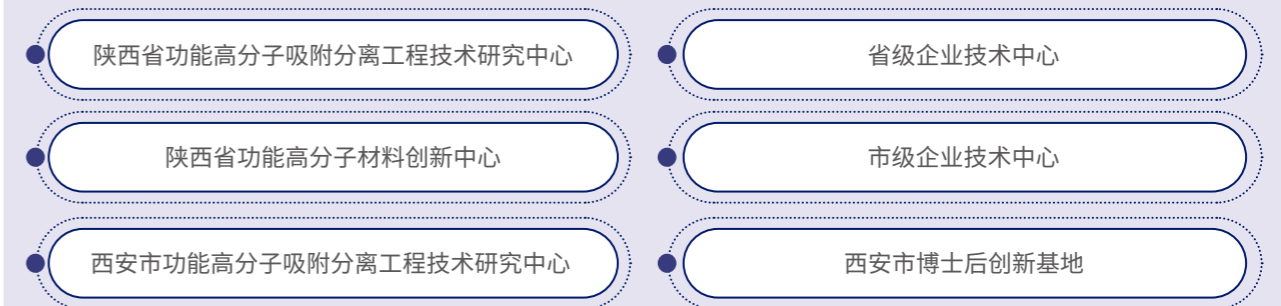 陕西省功能高分子吸附分离工程技术研究中心
省级企业技术中心
陕西省功能高分子材料创新中心
市级企业技术中心
西安市功能高分子吸附分离工程技术研究中心
西安市博士后创新基地